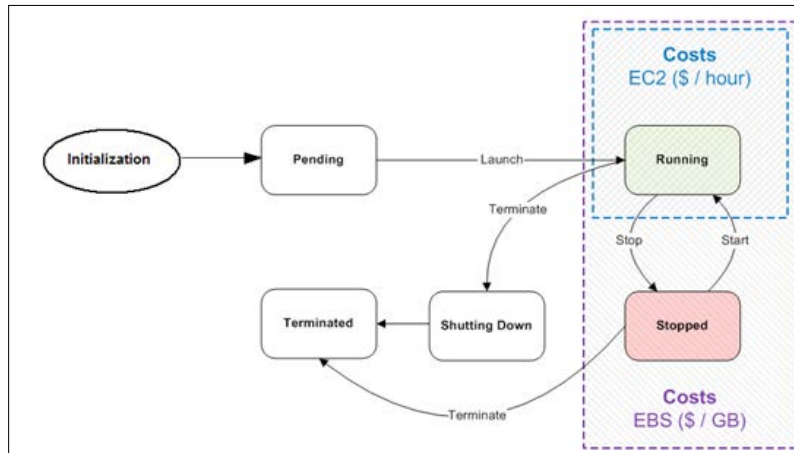 Costs
EC2 ($ / hour)
Initialization
Pending
Launch
Running
Terminate
Stop
Start
Terminated
Shutting Down
Stopped
Terminate
Costs
EBS ($ / GB)